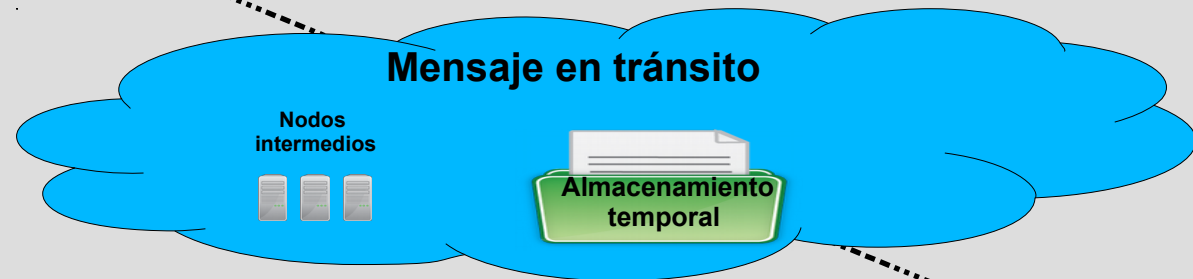 Mensaje en tránsito
Nodos
intermedios
Almacenamiento
temporal